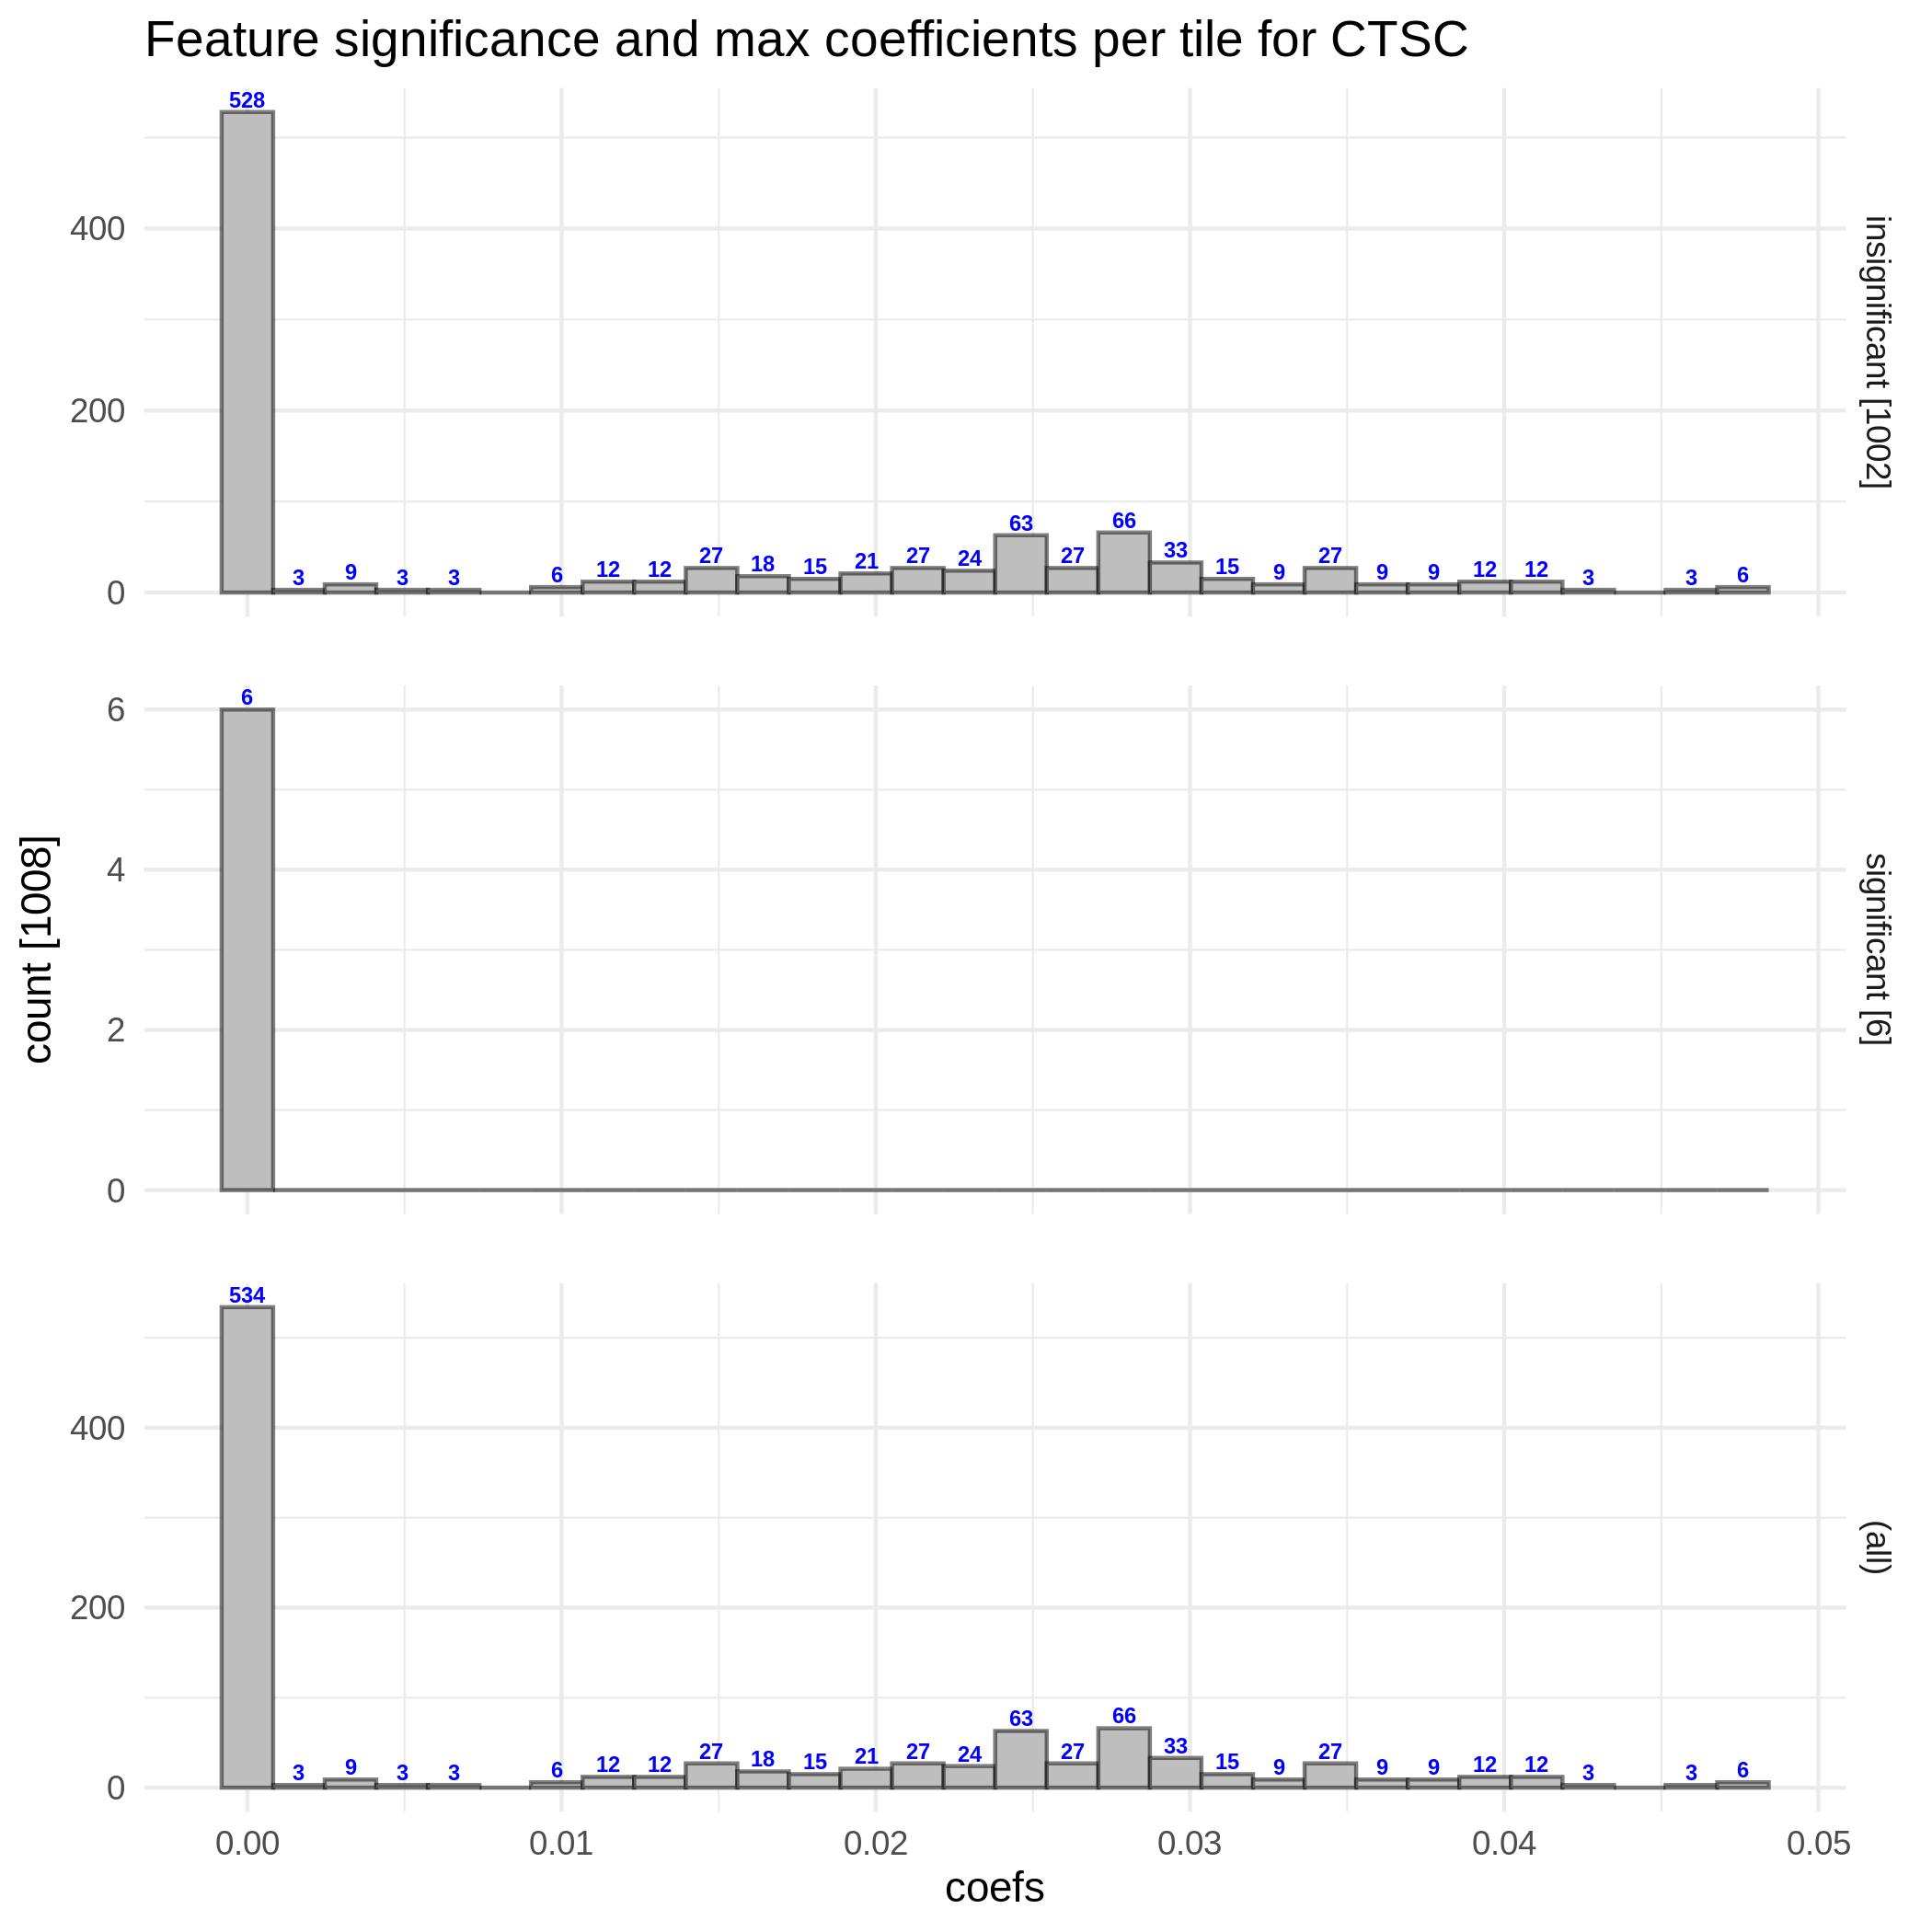 Feature significance and max coefficients per tile for CTSC
528
3 9 3 3 6 12 12 27 18 15 21 27 24 63 27 66 33 15 9 27 9 9 12 12 3 3 6
400
200
0
insignificant [1002]
6
6
4
2
0
significant [6]
count [1008]
534
3 9 3 3 6 12 12 27 18 15 21 27 24 63 27 66 33 15 9 27 9 9 12 12 3 3 6
400
200
0
(all)
0.00 0.01 0.02 0.03 0.04 0.05
coefs